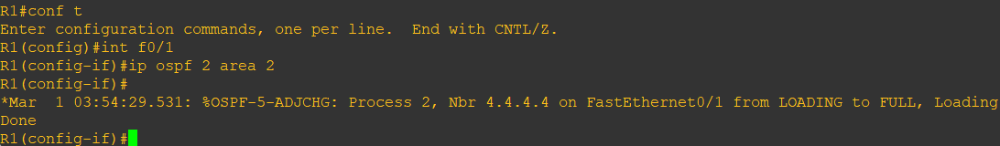 R1#conf t
Enter configuration commands, one per line.  End with CNTL/Z.
R1(config)#int f0/1
R1(config-if)#ip ospf 2 area 2
R1(config-if)#
*Mar  1 03:54:29.531: %OSPF-5-ADJCHG: Process 2, Nbr 4.4.4.4 on FastEthernet0/1 from LOADING to FULL, Loading
Done
R1(config-if)#